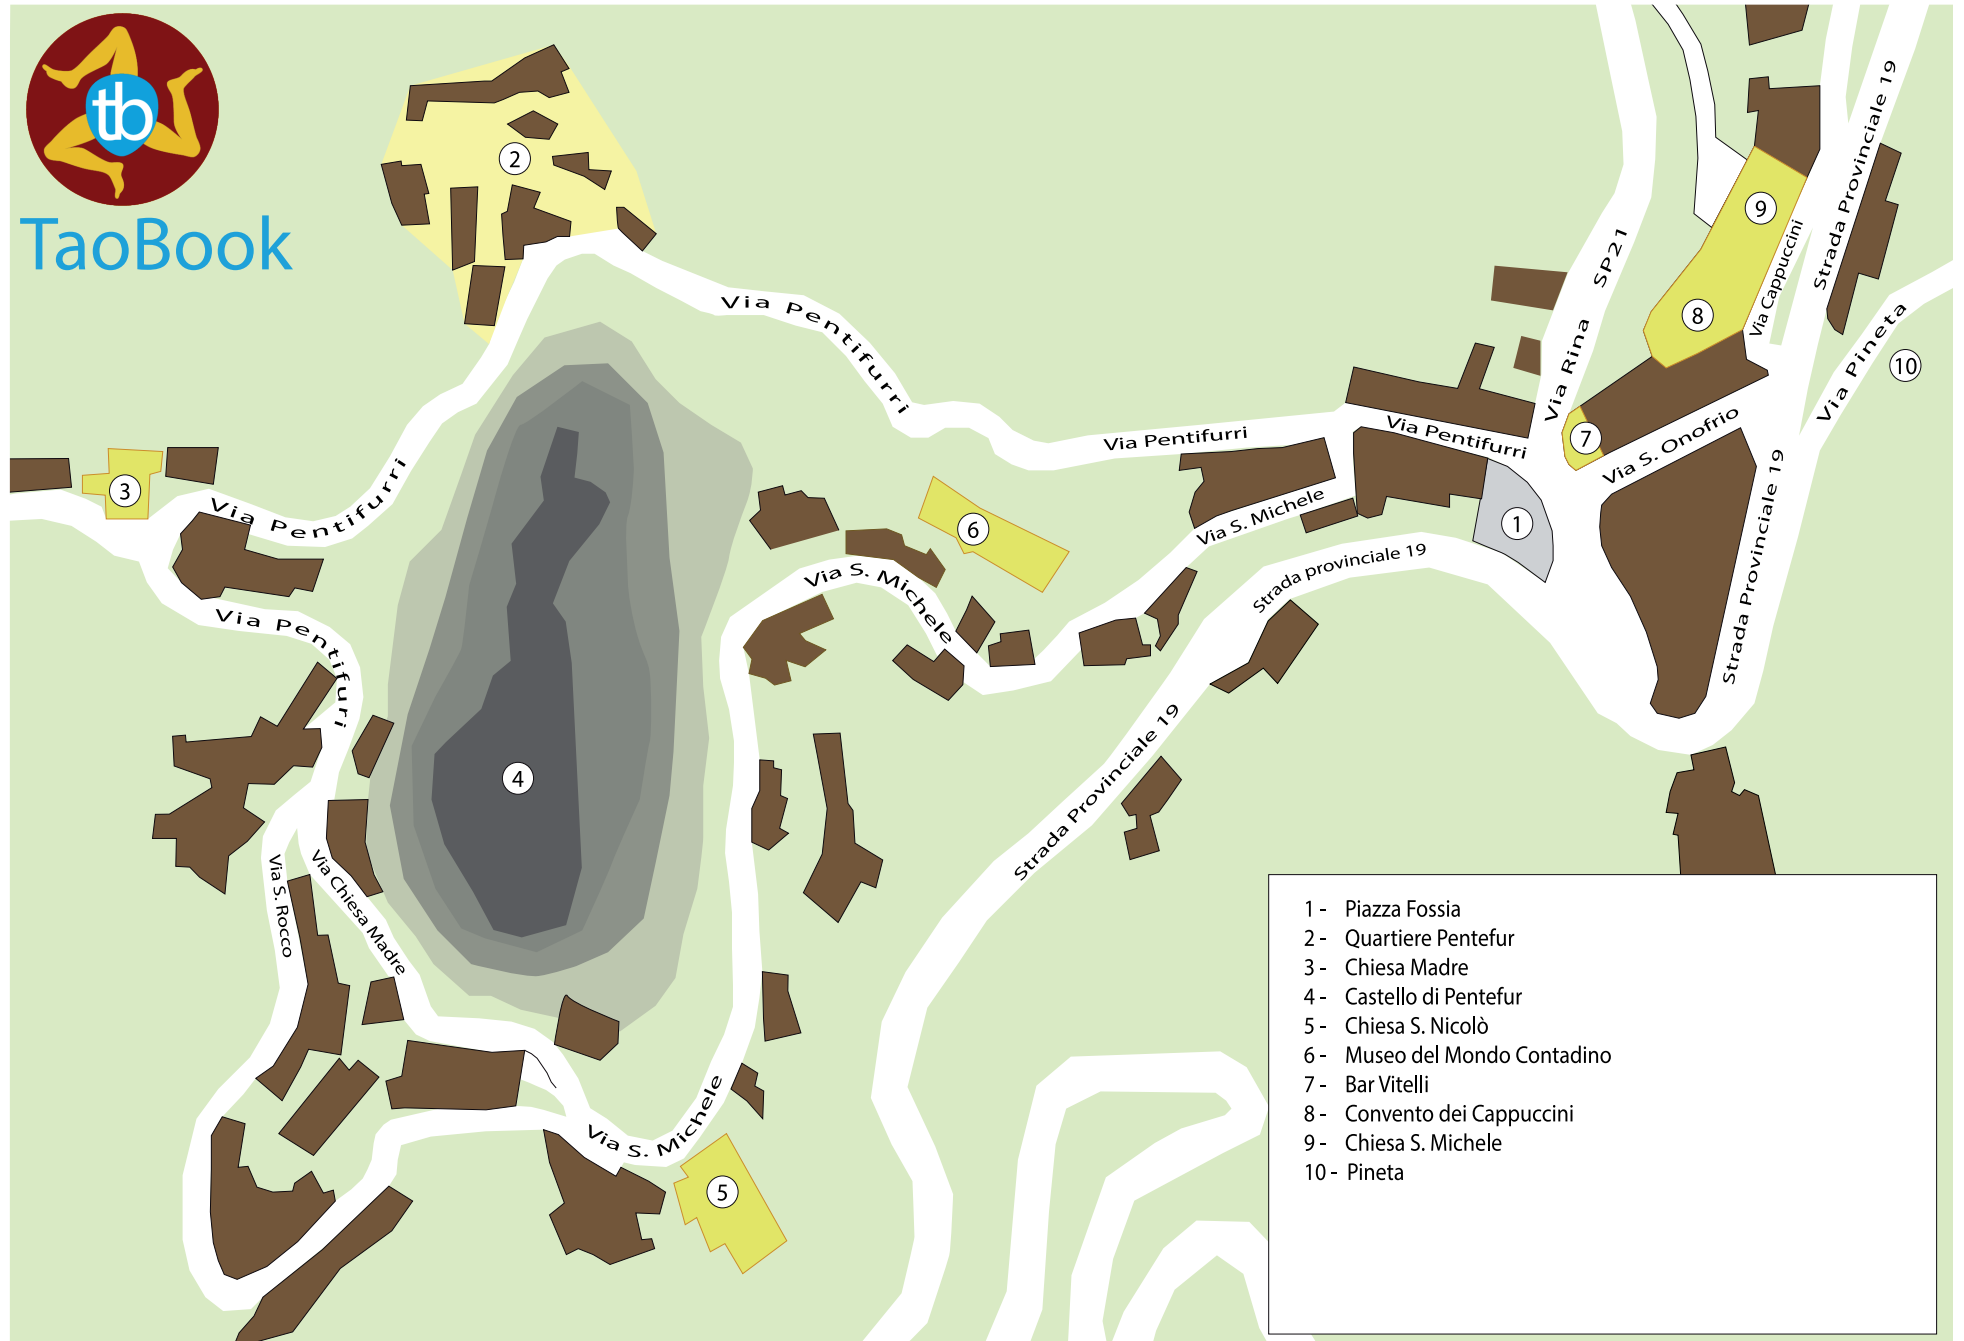 tb
TaoBook
2
Via Pentifurri
Via Pentifurri
Via Pentifurri
Via Pentifurri
Via Pentifuri
3
4
6
Via S. Michele
Via S. Michele
Via S. Michele
5
Via S. Rocco
Via Chiesa Madre
Via Rina SP21
9
8
7
10
1
Via Cappuccini
Strada Provinciale 19
Via Pineta
Via S. Onofrio
Strada Provinciale 19
Strada provinciale 19
Strada Provinciale 19
1 - Piazza Fossia
2 - Quartiere Pentefur
3 - Chiesa Madre
4 - Castello di Pentefur
5 - Chiesa S. Nicolò
6 - Museo del Mondo Contadino
7 - Bar Vitelli
8 - Convento dei Cappuccini
9 - Chiesa S. Michele
10 - Pineta